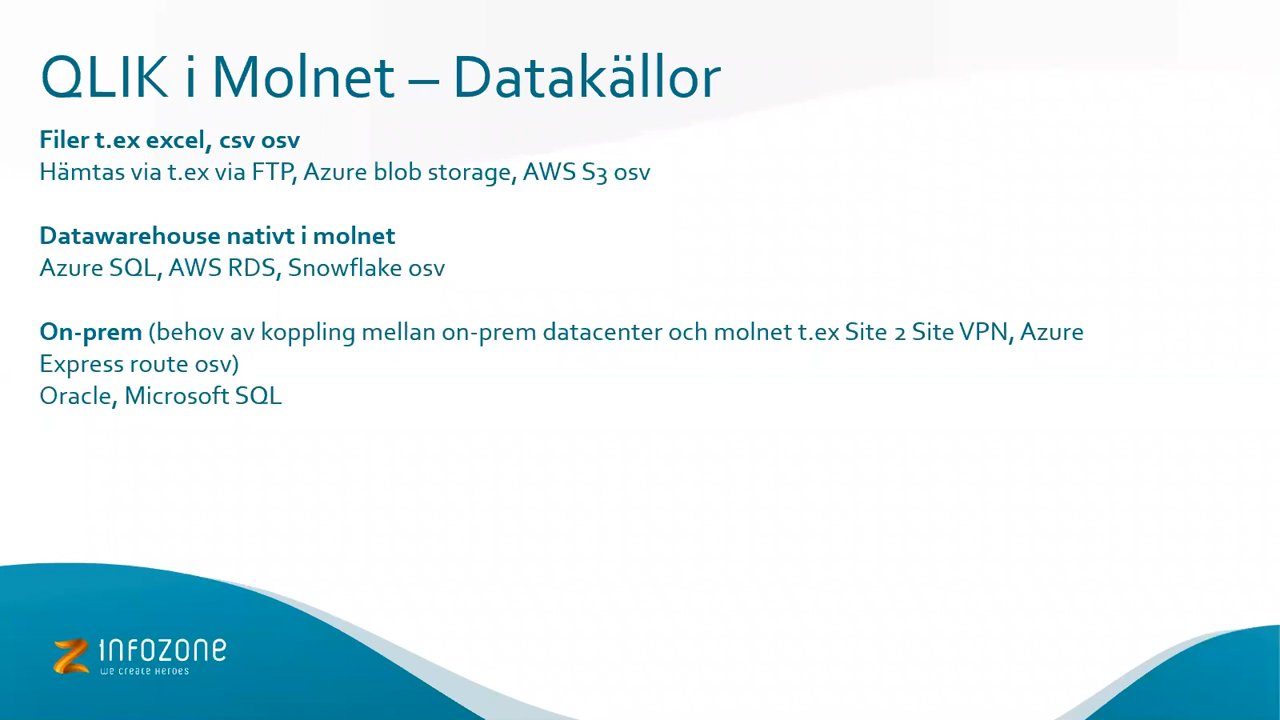 QLIK i Molnet – Datakällor
Filer t.ex excel, csv osv
Hämtas via t.ex via FTP, Azure blob storage, AWS S3 osv
Datawarehouse nativt i molnet
Azure SQL, AWS RDS, Snowflake osv
On-prem (behov av koppling mellan on-prem datacenter och molnet t.ex Site 2 Site VPN, Azure
Express route osv)
Oracle, Microsoft SQL
INFOZONE
WE CREATE HEROES